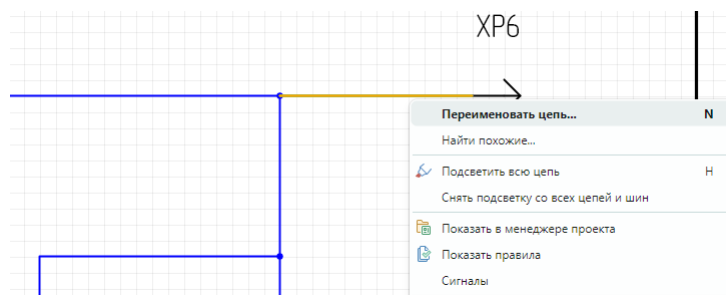 XP6
Переименовать цепь... N
Найти похожие...
Подсветить всю цепь H
Снять подсветку со всех цепей и шин
Показать в менеджере проекта
Показать правила
Сигналы